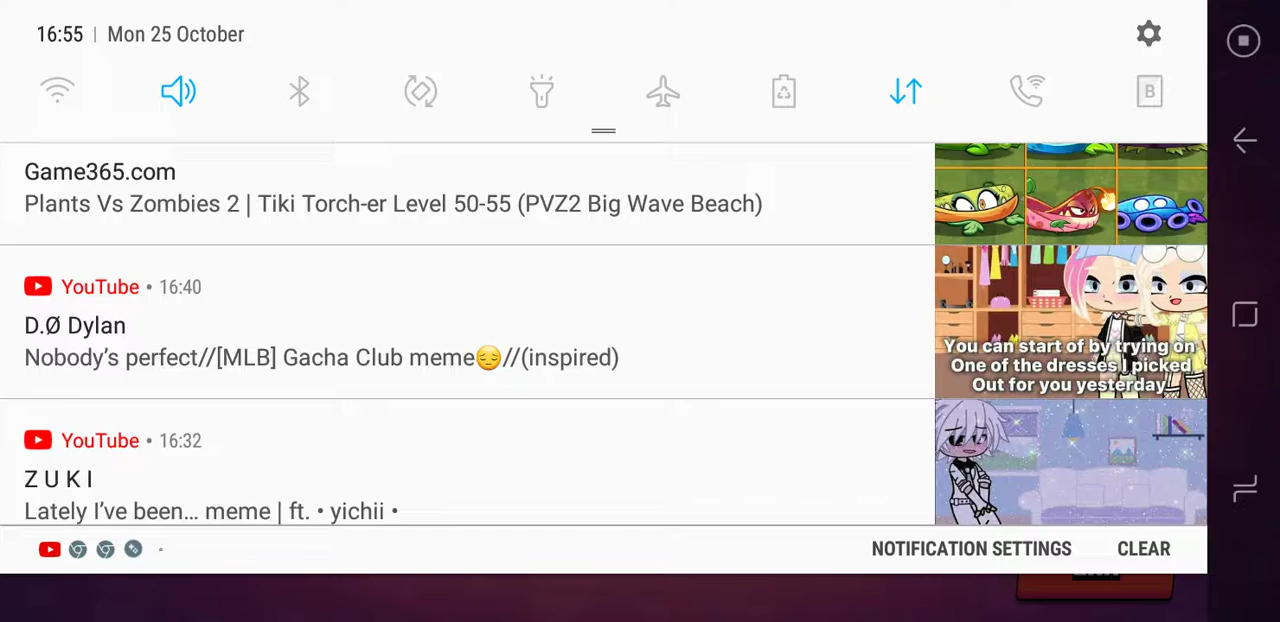 16:55 | Mon 25 October
B
Game365.com
Plants Vs Zombies 2 | Tiki Torch-er Level 50-55 (PVZ2 Big Wave Beach)
YouTube • 16:40
D.Ø Dylan
Nobody's perfect//[MLB] Gacha Club meme😔//(inspired)
You can start of by trying on
One of the dresses I picked
Out for you yesterday
YouTube • 16:32
Z U K I
Lately I've been... meme | ft. • yichii •
NOTIFICATION SETTINGS CLEAR